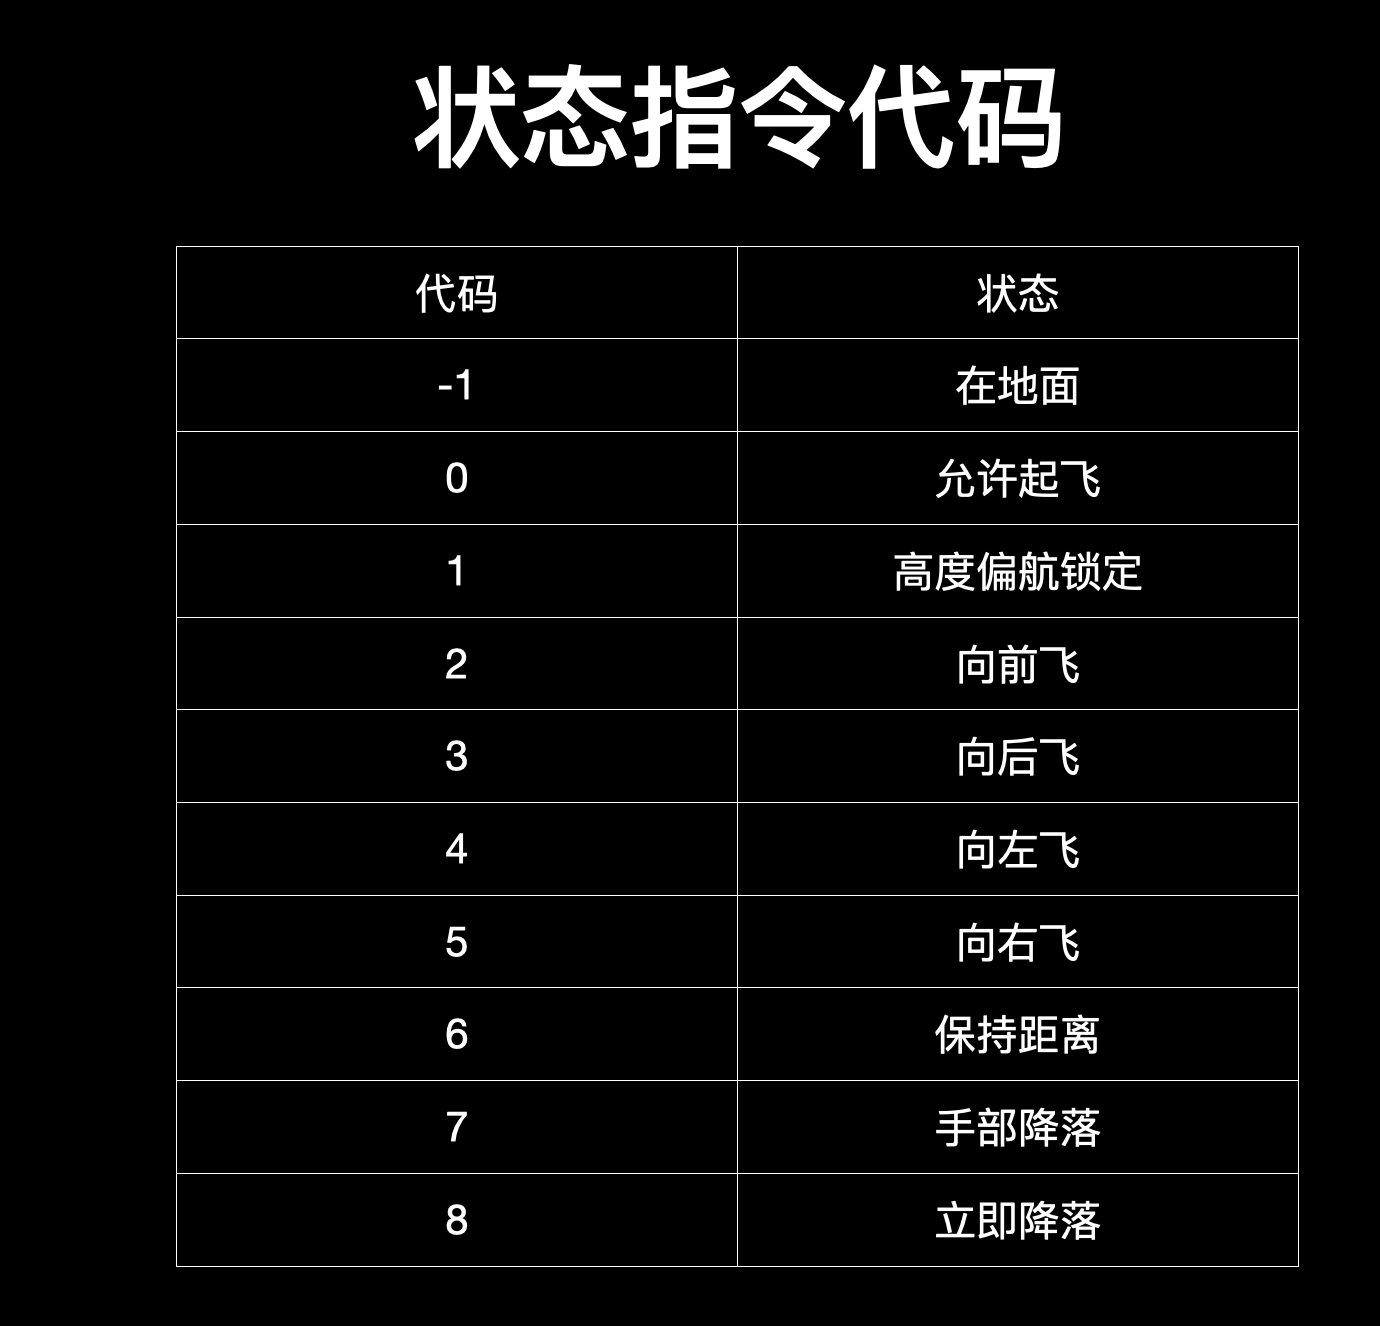 状态指令代码
代码 状态
-1 在地面
0 允许起飞
1 高度偏航锁定
2 向前飞
3 向后飞
4 向左飞
5 向右飞
6 保持距离
7 手部降落
8 立即降落